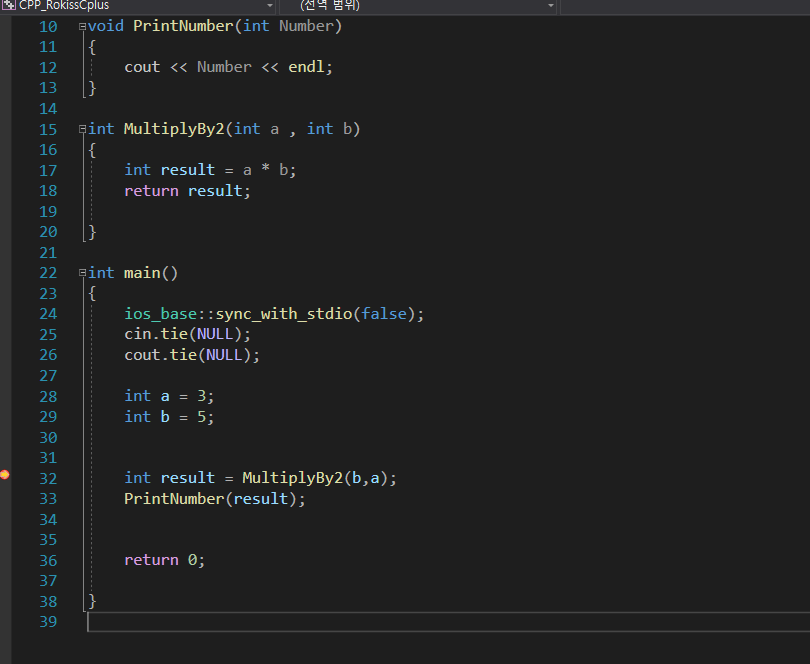 CPP_RokissCplus (전역 범위)
10 void PrintNumber(int Number)
11 {
12 cout << Number << endl;
13 }
14
15 int MultiplyBy2(int a , int b)
16 {
17 int result = a * b;
18 return result;
19
20 }
21
22 int main()
23 {
24 ios_base::sync_with_stdio(false);
25 cin.tie(NULL);
26 cout.tie(NULL);
27
28 int a = 3;
29 int b = 5;
30
31
32 int result = MultiplyBy2(b,a);
33 PrintNumber(result);
34
35
36 return 0;
37
38 }
39